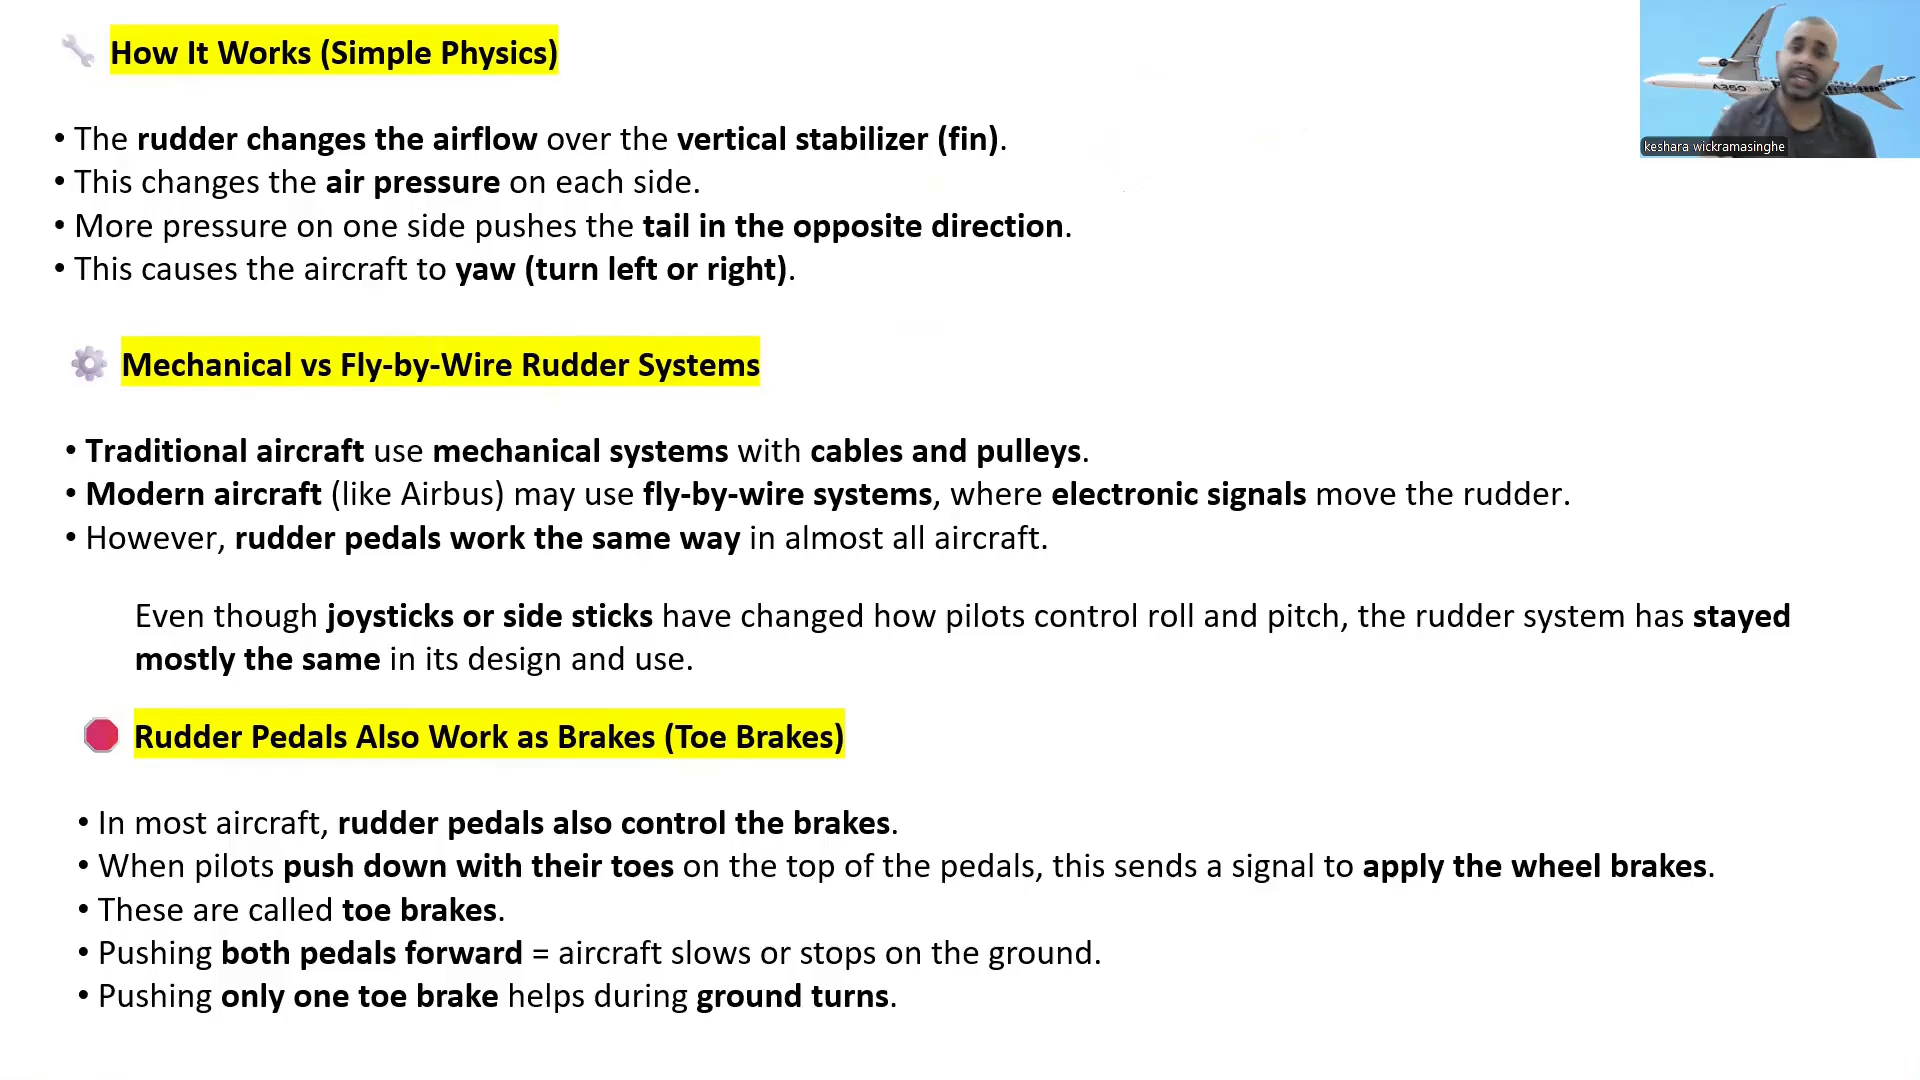 How It Works (Simple Physics)
• The rudder changes the airflow over the vertical stabilizer (fin).
• This changes the air pressure on each side.
• More pressure on one side pushes the tail in the opposite direction.
• This causes the aircraft to yaw (turn left or right).
Mechanical vs Fly-by-Wire Rudder Systems
• Traditional aircraft use mechanical systems with cables and pulleys.
• Modern aircraft (like Airbus) may use fly-by-wire systems, where electronic signals move the rudder.
• However, rudder pedals work the same way in almost all aircraft.
Even though joysticks or side sticks have changed how pilots control roll and pitch, the rudder system has stayed
mostly the same in its design and use.
Rudder Pedals Also Work as Brakes (Toe Brakes)
• In most aircraft, rudder pedals also control the brakes.
• When pilots push down with their toes on the top of the pedals, this sends a signal to apply the wheel brakes.
• These are called toe brakes.
• Pushing both pedals forward = aircraft slows or stops on the ground.
• Pushing only one toe brake helps during ground turns.
A350
keshara wickramasinghe